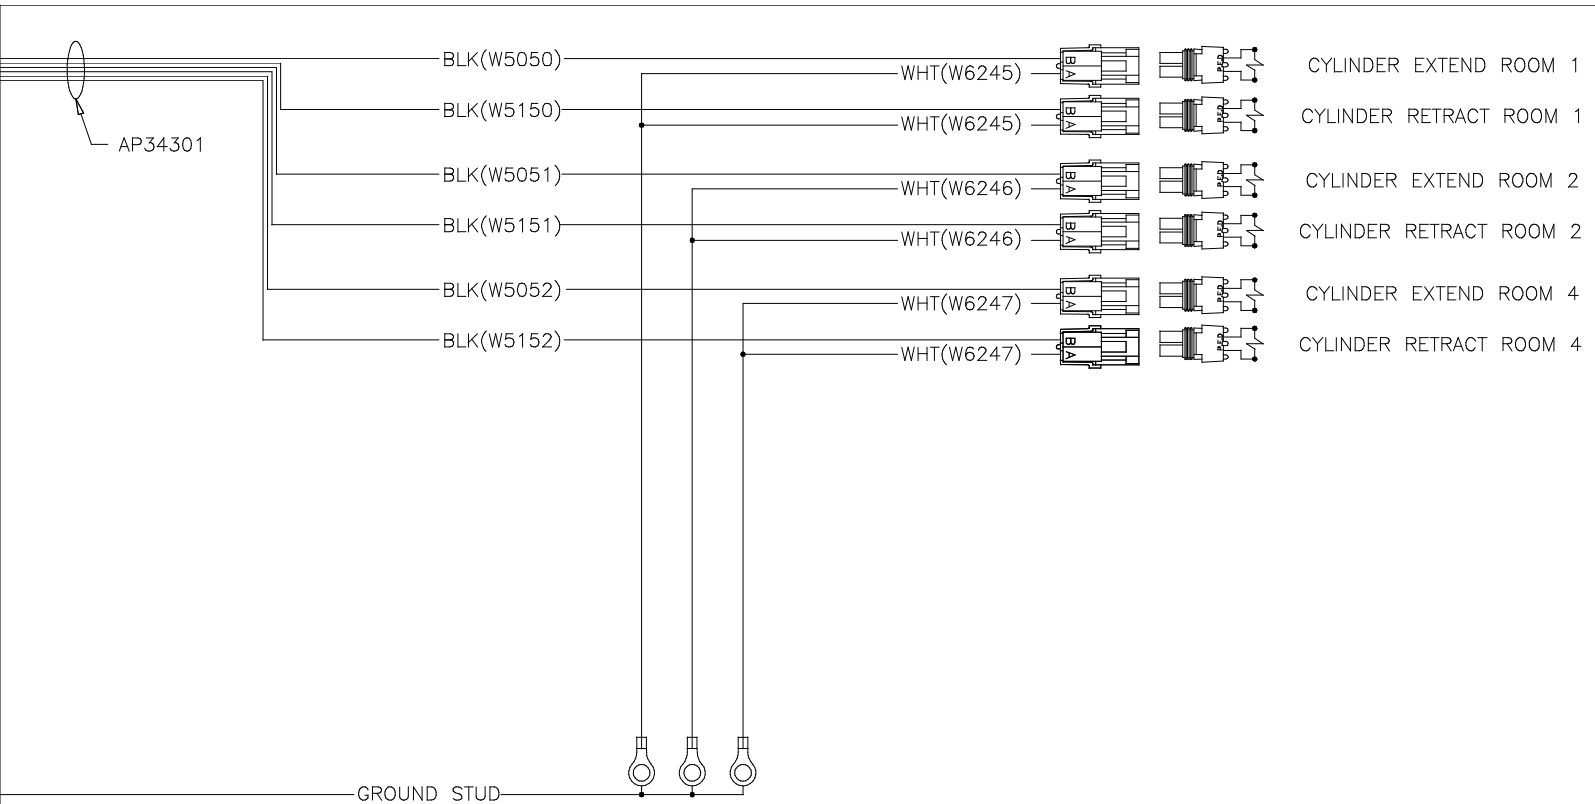 BLK(W5050)
WHT(W6245)
B
A
CYLINDER EXTEND ROOM 1
BLK(W5150)
WHT(W6245)
B
A
CYLINDER RETRACT ROOM 1
AP34301
BLK(W5051)
WHT(W6246)
B
A
CYLINDER EXTEND ROOM 2
BLK(W5151)
WHT(W6246)
B
A
CYLINDER RETRACT ROOM 2
BLK(W5052)
WHT(W6247)
B
A
CYLINDER EXTEND ROOM 4
BLK(W5152)
WHT(W6247)
B
A
CYLINDER RETRACT ROOM 4
GROUND STUD